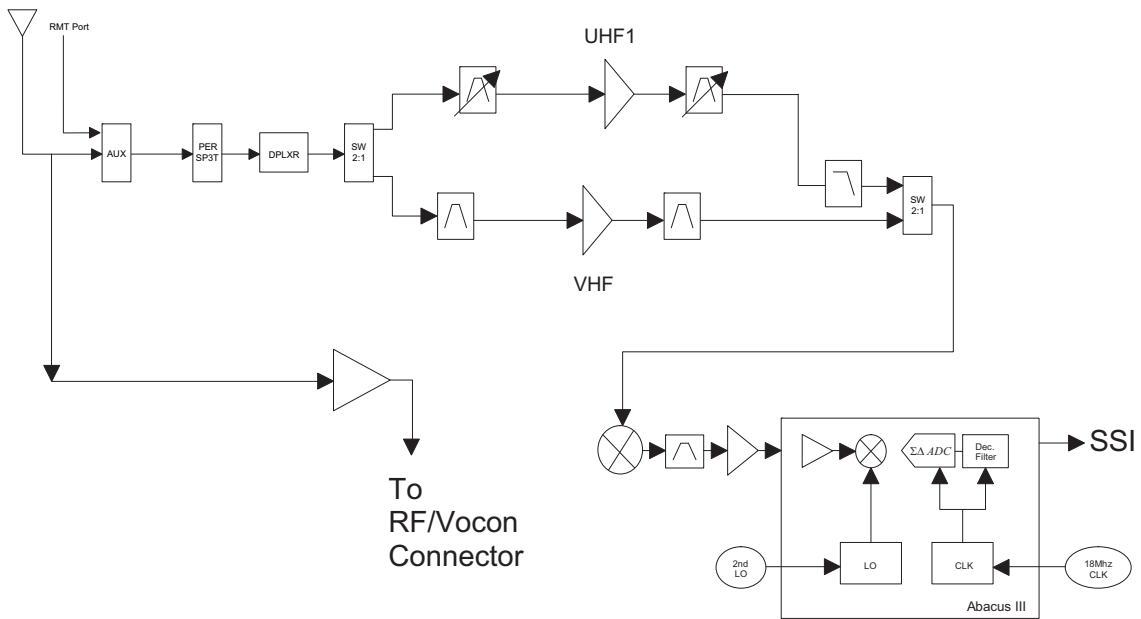 RMT Port
UHF1
AUX
PER
SP3T
DPLXR
SW
2:1
SW
2:1
VHF
To
RF/Vocon
Connector
ΣΔ ADC
Dec.
Filter
SSI
2nd
LO
LO
CLK
18Mhz
CLK
Abacus III